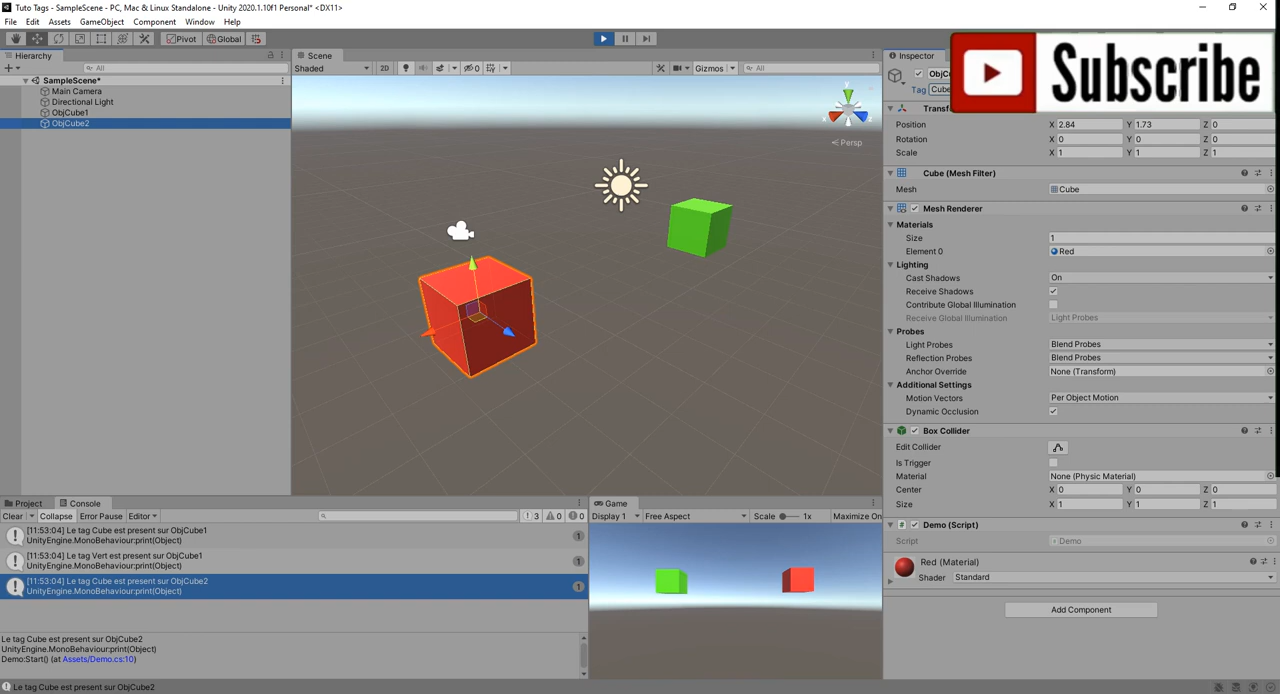 Tuto Tags - SampleScene - PC, Mac & Linux Standalone - Unity 2020.1.10f1 Personal* <DX11>
File Edit Assets GameObject Component Window Help
Pivot Global
Hierarchy
All
SampleScene*
Main Camera
Directional Light
ObjCube1
ObjCube2
Scene
Shaded 2D 0 Gizmos All
y
x z
Persp
Subscribe
Inspector
ObjCu
Tag Cube
Transf
Position X 2.84 Y 1.73 Z 0
Rotation X 0 Y 0 Z 0
Scale X 1 Y 1 Z 1
Cube (Mesh Filter)
Mesh Cube
Mesh Renderer
Materials
Size 1
Element 0 Red
Lighting
Cast Shadows On
Receive Shadows
Contribute Global Illumination
Receive Global Illumination Light Probes
Probes
Light Probes Blend Probes
Reflection Probes Blend Probes
Anchor Override None (Transform)
Additional Settings
Motion Vectors Per Object Motion
Dynamic Occlusion
Box Collider
Edit Collider
Is Trigger
Material None (Physic Material)
Center X 0 Y 0 Z 0
Size X 1 Y 1 Z 1
Demo (Script)
Script Demo
Red (Material)
Shader Standard
Add Component
Project Console
Clear Collapse Error Pause Editor 3 0 0
[11:53:04] Le tag Cube est present sur ObjCube1
UnityEngine.MonoBehaviour:print(Object)
1
[11:53:04] Le tag Vert est present sur ObjCube1
UnityEngine.MonoBehaviour:print(Object)
1
[11:53:04] Le tag Cube est present sur ObjCube2
UnityEngine.MonoBehaviour:print(Object)
1
Le tag Cube est present sur ObjCube2
UnityEngine.MonoBehaviour:print(Object)
Demo:Start() (at Assets/Demo.cs:10)
Game
Display 1 Free Aspect Scale 1x Maximize On
Le tag Cube est present sur ObjCube2